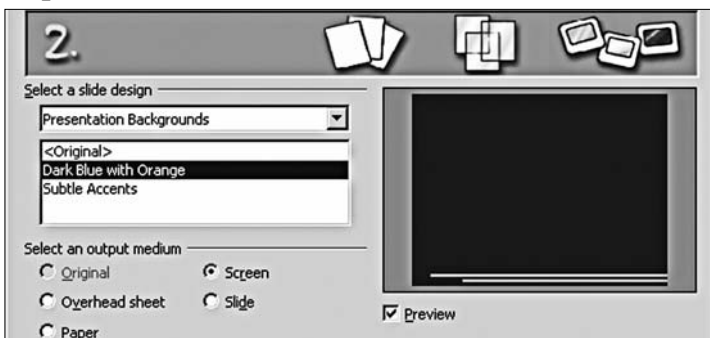 2.
Select a slide design
Presentation Backgrounds
<Original>
Dark Blue with Orange
Subtle Accents
Select an output medium
Original
Screen
Overhead sheet
Slide
Paper
Preview